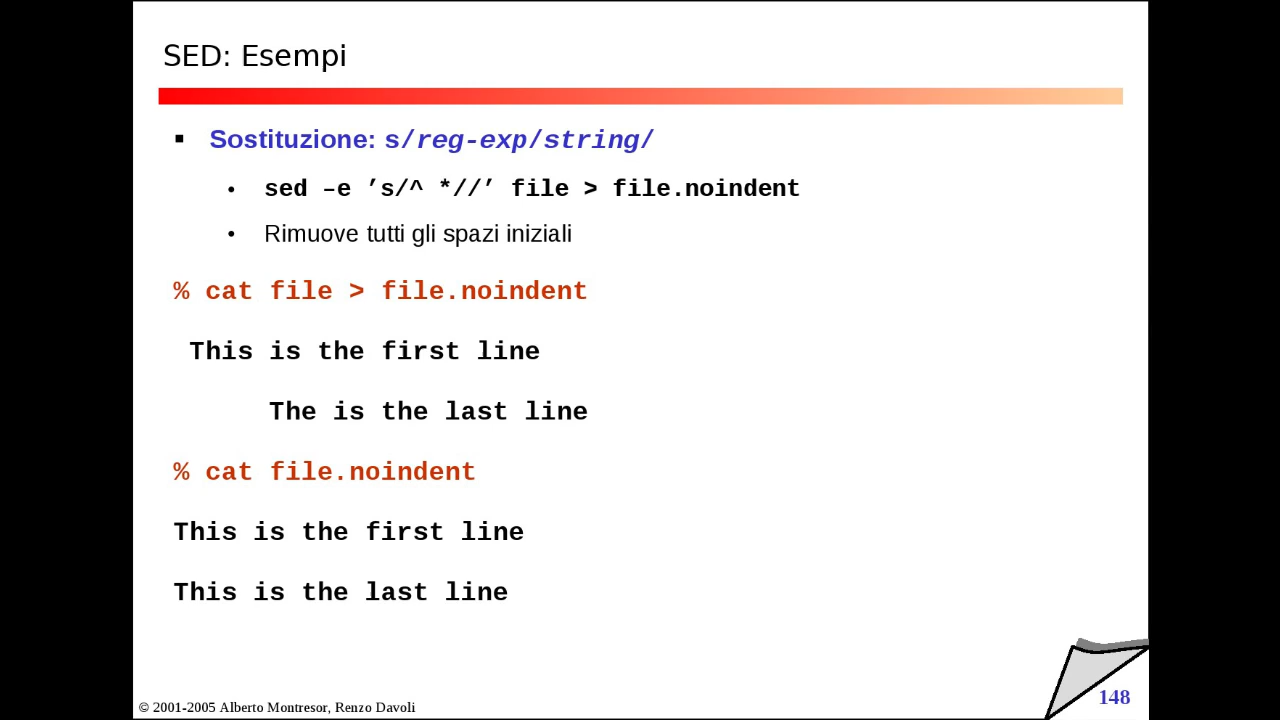 SED: Esempi
Sostituzione: s/reg-exp/string/
sed –e ’s/^ *//’ file > file.noindent
Rimuove tutti gli spazi iniziali
% cat file > file.noindent
This is the first line
The is the last line
% cat file.noindent
This is the first line
This is the last line
© 2001-2005 Alberto Montresor, Renzo Davoli
148